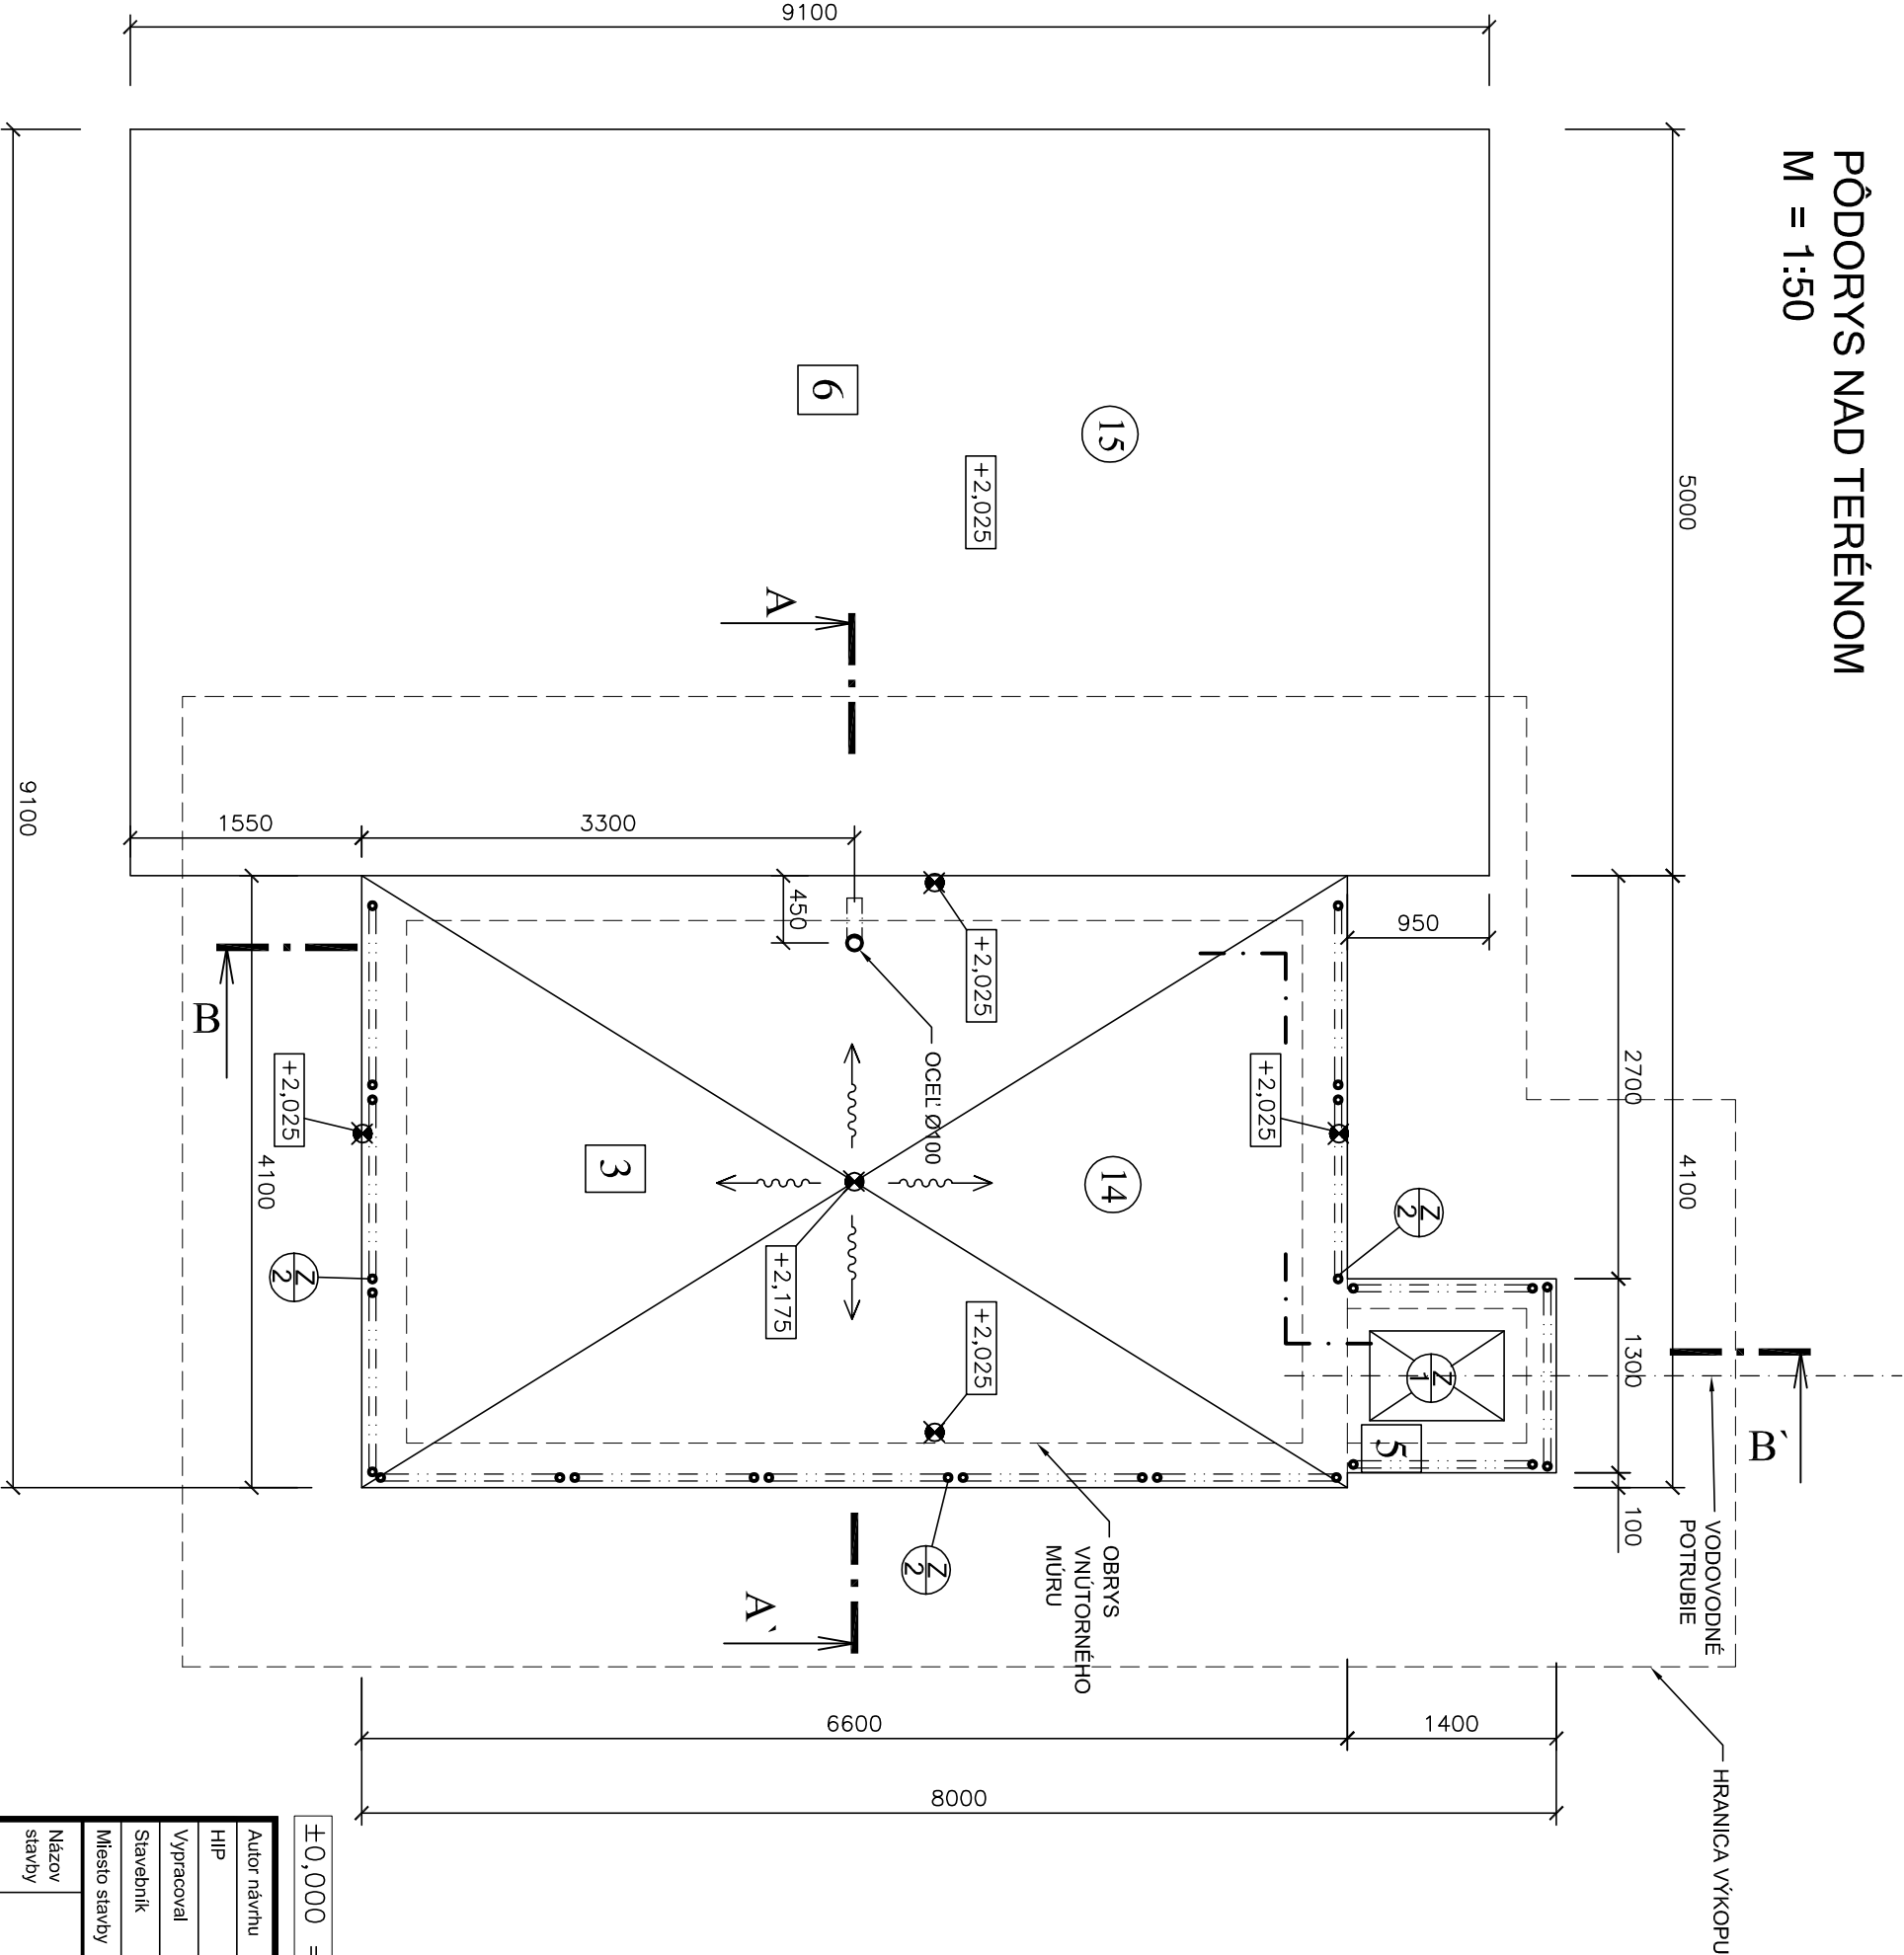 PÔDORYS NAD TERÉNOM
M = 1:50
9100
5000
4100
2700
1300
100
950
1550
3300
450
6
15
+2,025
A
+2,025
OCEĽ Ø100
+2,025
+2,025
+2,025
+2,175
3
14
Z
2
Z
2
Z
2
Z
1
5
B
B`
A`
4100
9100
VODOVODNÉ
POTRUBIE
OBRYS
VNÚTORNÉHO
MÚRU
HRANICA VÝKOPU
6600
1400
8000
±0,000 =
Autor návrhu
HIP
Vypracoval
Stavebník
Miesto stavby
Názov
stavby